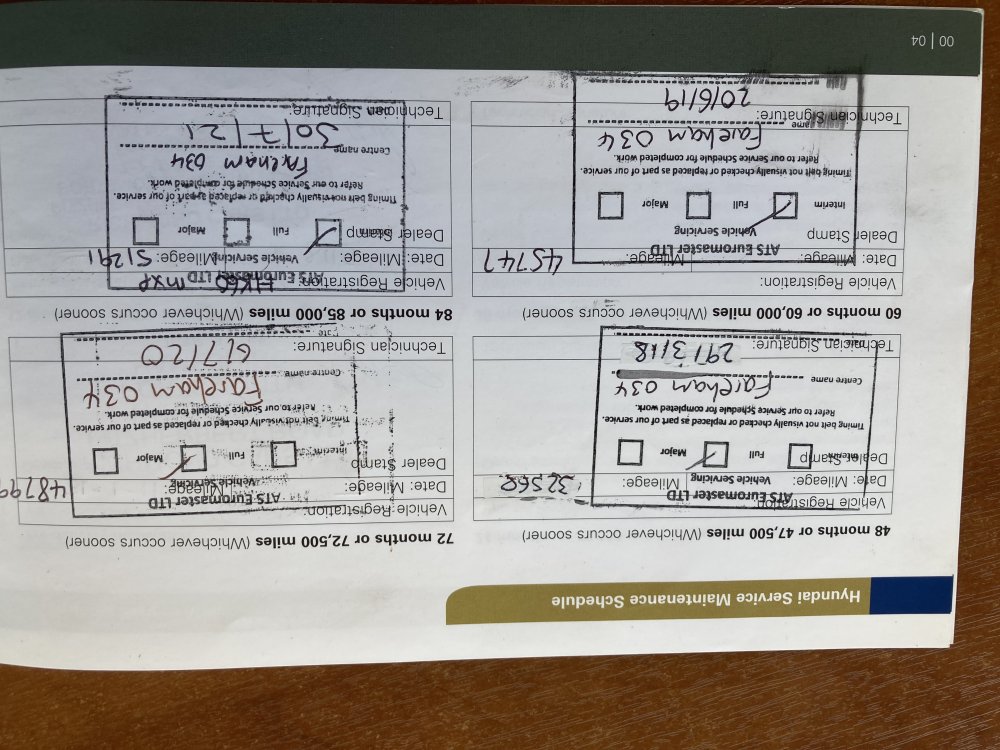 Hyundai Service Maintenance Schedule
48 months or 47,500 miles (Whichever occurs sooner)
Vehicle Registration:
ATS Euromaster LTD
32568
Date: Mileage: Mileage:
Vehicle Servicing
Dealer Stamp
Interim Full Major
Timing belt not visually checked or replaced as part of our service.
Refer to our Service Schedule for completed work.
Fareham 034
Centre name
29/3/18
Technician Signature:
60 months or 60,000 miles (Whichever occurs sooner)
Vehicle Registration:
Date: Mileage: Mileage:
45747
ATS Euromaster LTD
Vehicle Servicing
Dealer Stamp
Interim Full Major
Timing belt not visually checked or replaced as part of our service.
Refer to our Service Schedule for completed work.
Fareham 034
name
Technician Signature:
20/6/19
72 months or 72,500 miles (Whichever occurs sooner)
Vehicle Registration:
ATS Euromaster LTD
Date: Mileage: Mileage:
48799
Vehicle Servicing
Dealer Stamp
Interim Full Major
Timing belt not visually checked or replaced as part of our service.
Refer to our Service Schedule for completed work.
Fareham 034
Centre name
6/7/20
Technician Signature:
84 months or 85,000 miles (Whichever occurs sooner)
Vehicle Registration: HK60 mxp
ATS Euromaster LTD
Date: Mileage: Mileage: 51291
Vehicle Servicing
Dealer Stamp
Interim Full Major
Timing belt not visually checked or replaced as part of our service.
Refer to our Service Schedule for completed work.
Fareham 034
Centre name
30/7/21
Technician Signature:
00 | 04